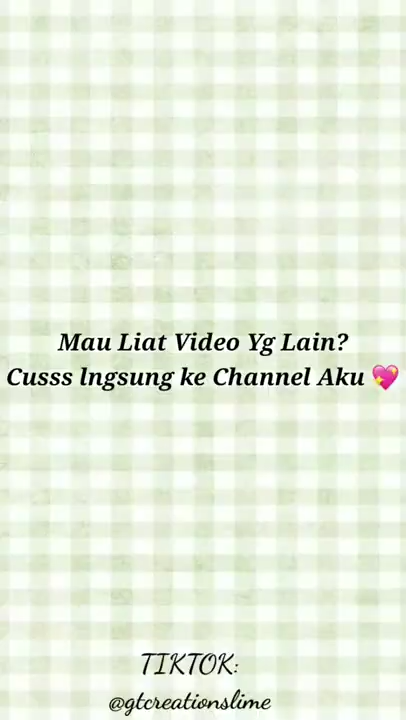 Mau Liat Video Yg Lain?
Cusss lngsung ke Channel Aku 💖
TIKTOK:
@gtcreationslime